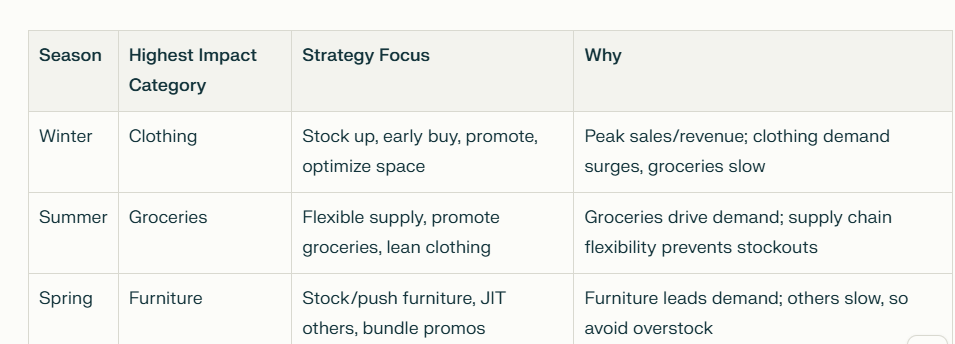 Season
Highest Impact
Category
Strategy Focus
Why
Winter
Clothing
Stock up, early buy, promote,
optimize space
Peak sales/revenue; clothing demand
surges, groceries slow
Summer
Groceries
Flexible supply, promote
groceries, lean clothing
Groceries drive demand; supply chain
flexibility prevents stockouts
Spring
Furniture
Stock/push furniture, JIT
others, bundle promos
Furniture leads demand; others slow, so
avoid overstock